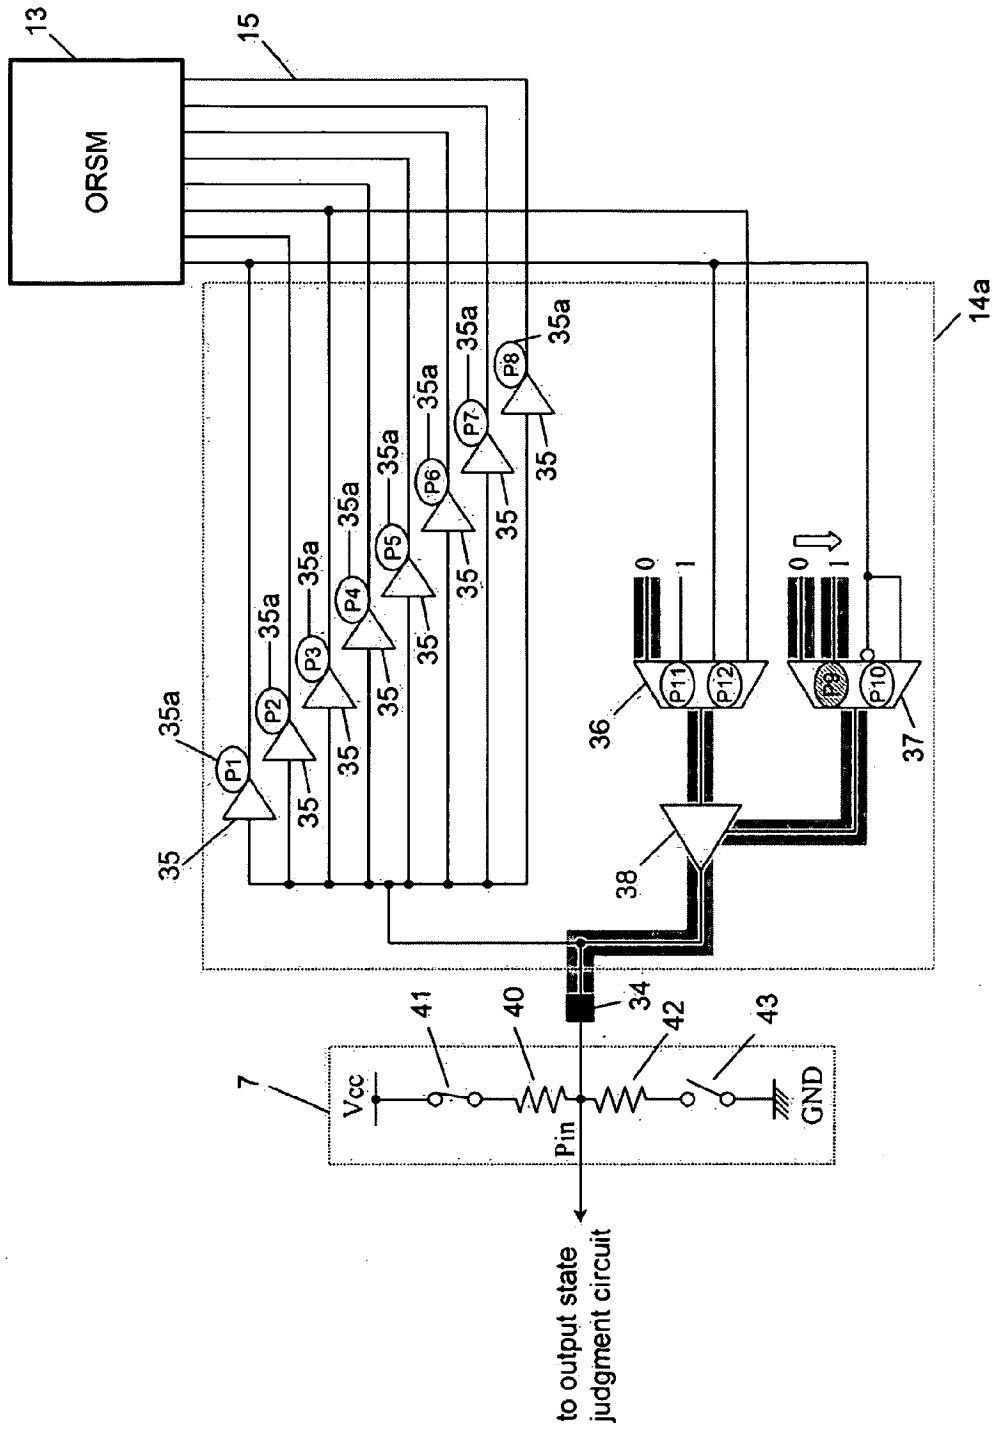 13
ORSM
15
35a
P1
35
35a
P2
35
35a
P3
35
35a
P4
35
35a
P5
35
35a
P6
35
35a
P7
35
35a
P8
35
14a
36
0
1
P11
P12
0
1
P9
P10
37
38
34
7
Vcc
41
40
Pin
42
43
GND
to output state
judgment circuit